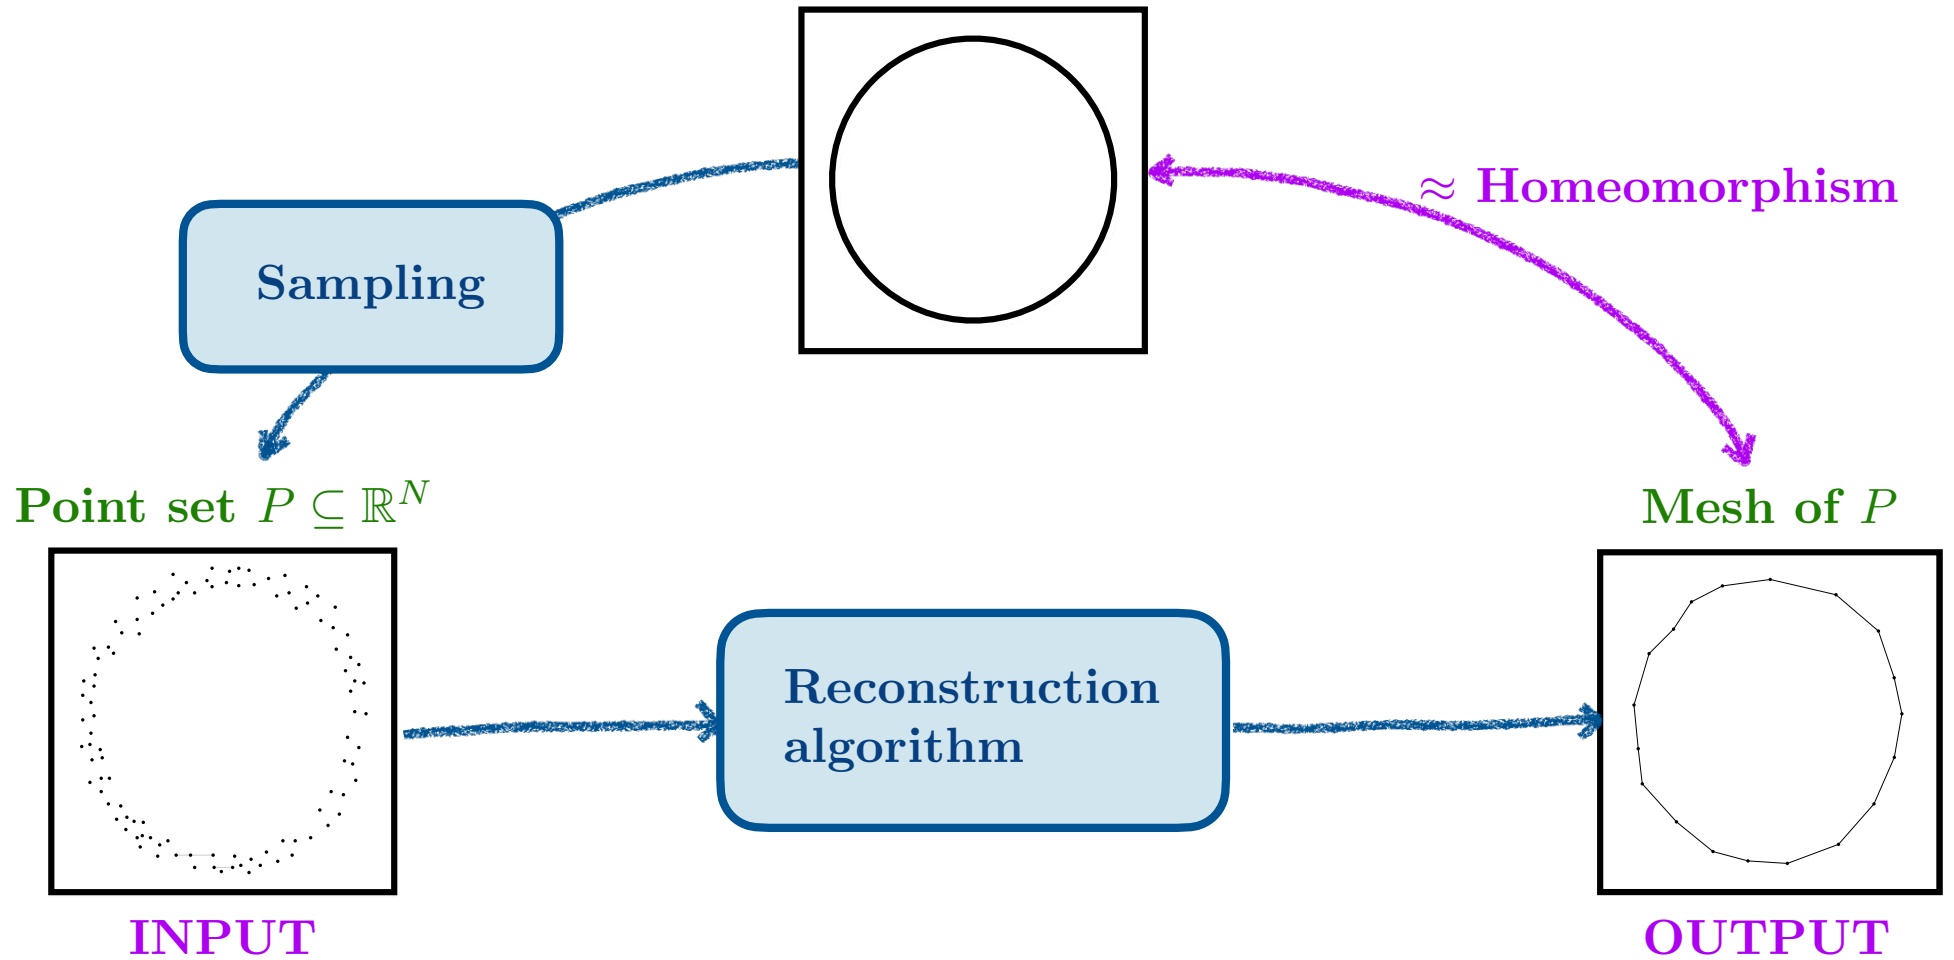 ≈ Homeomorphism
Sampling
Point set P ⊆ ℝ^N
Mesh of P
Reconstruction
algorithm
INPUT
OUTPUT